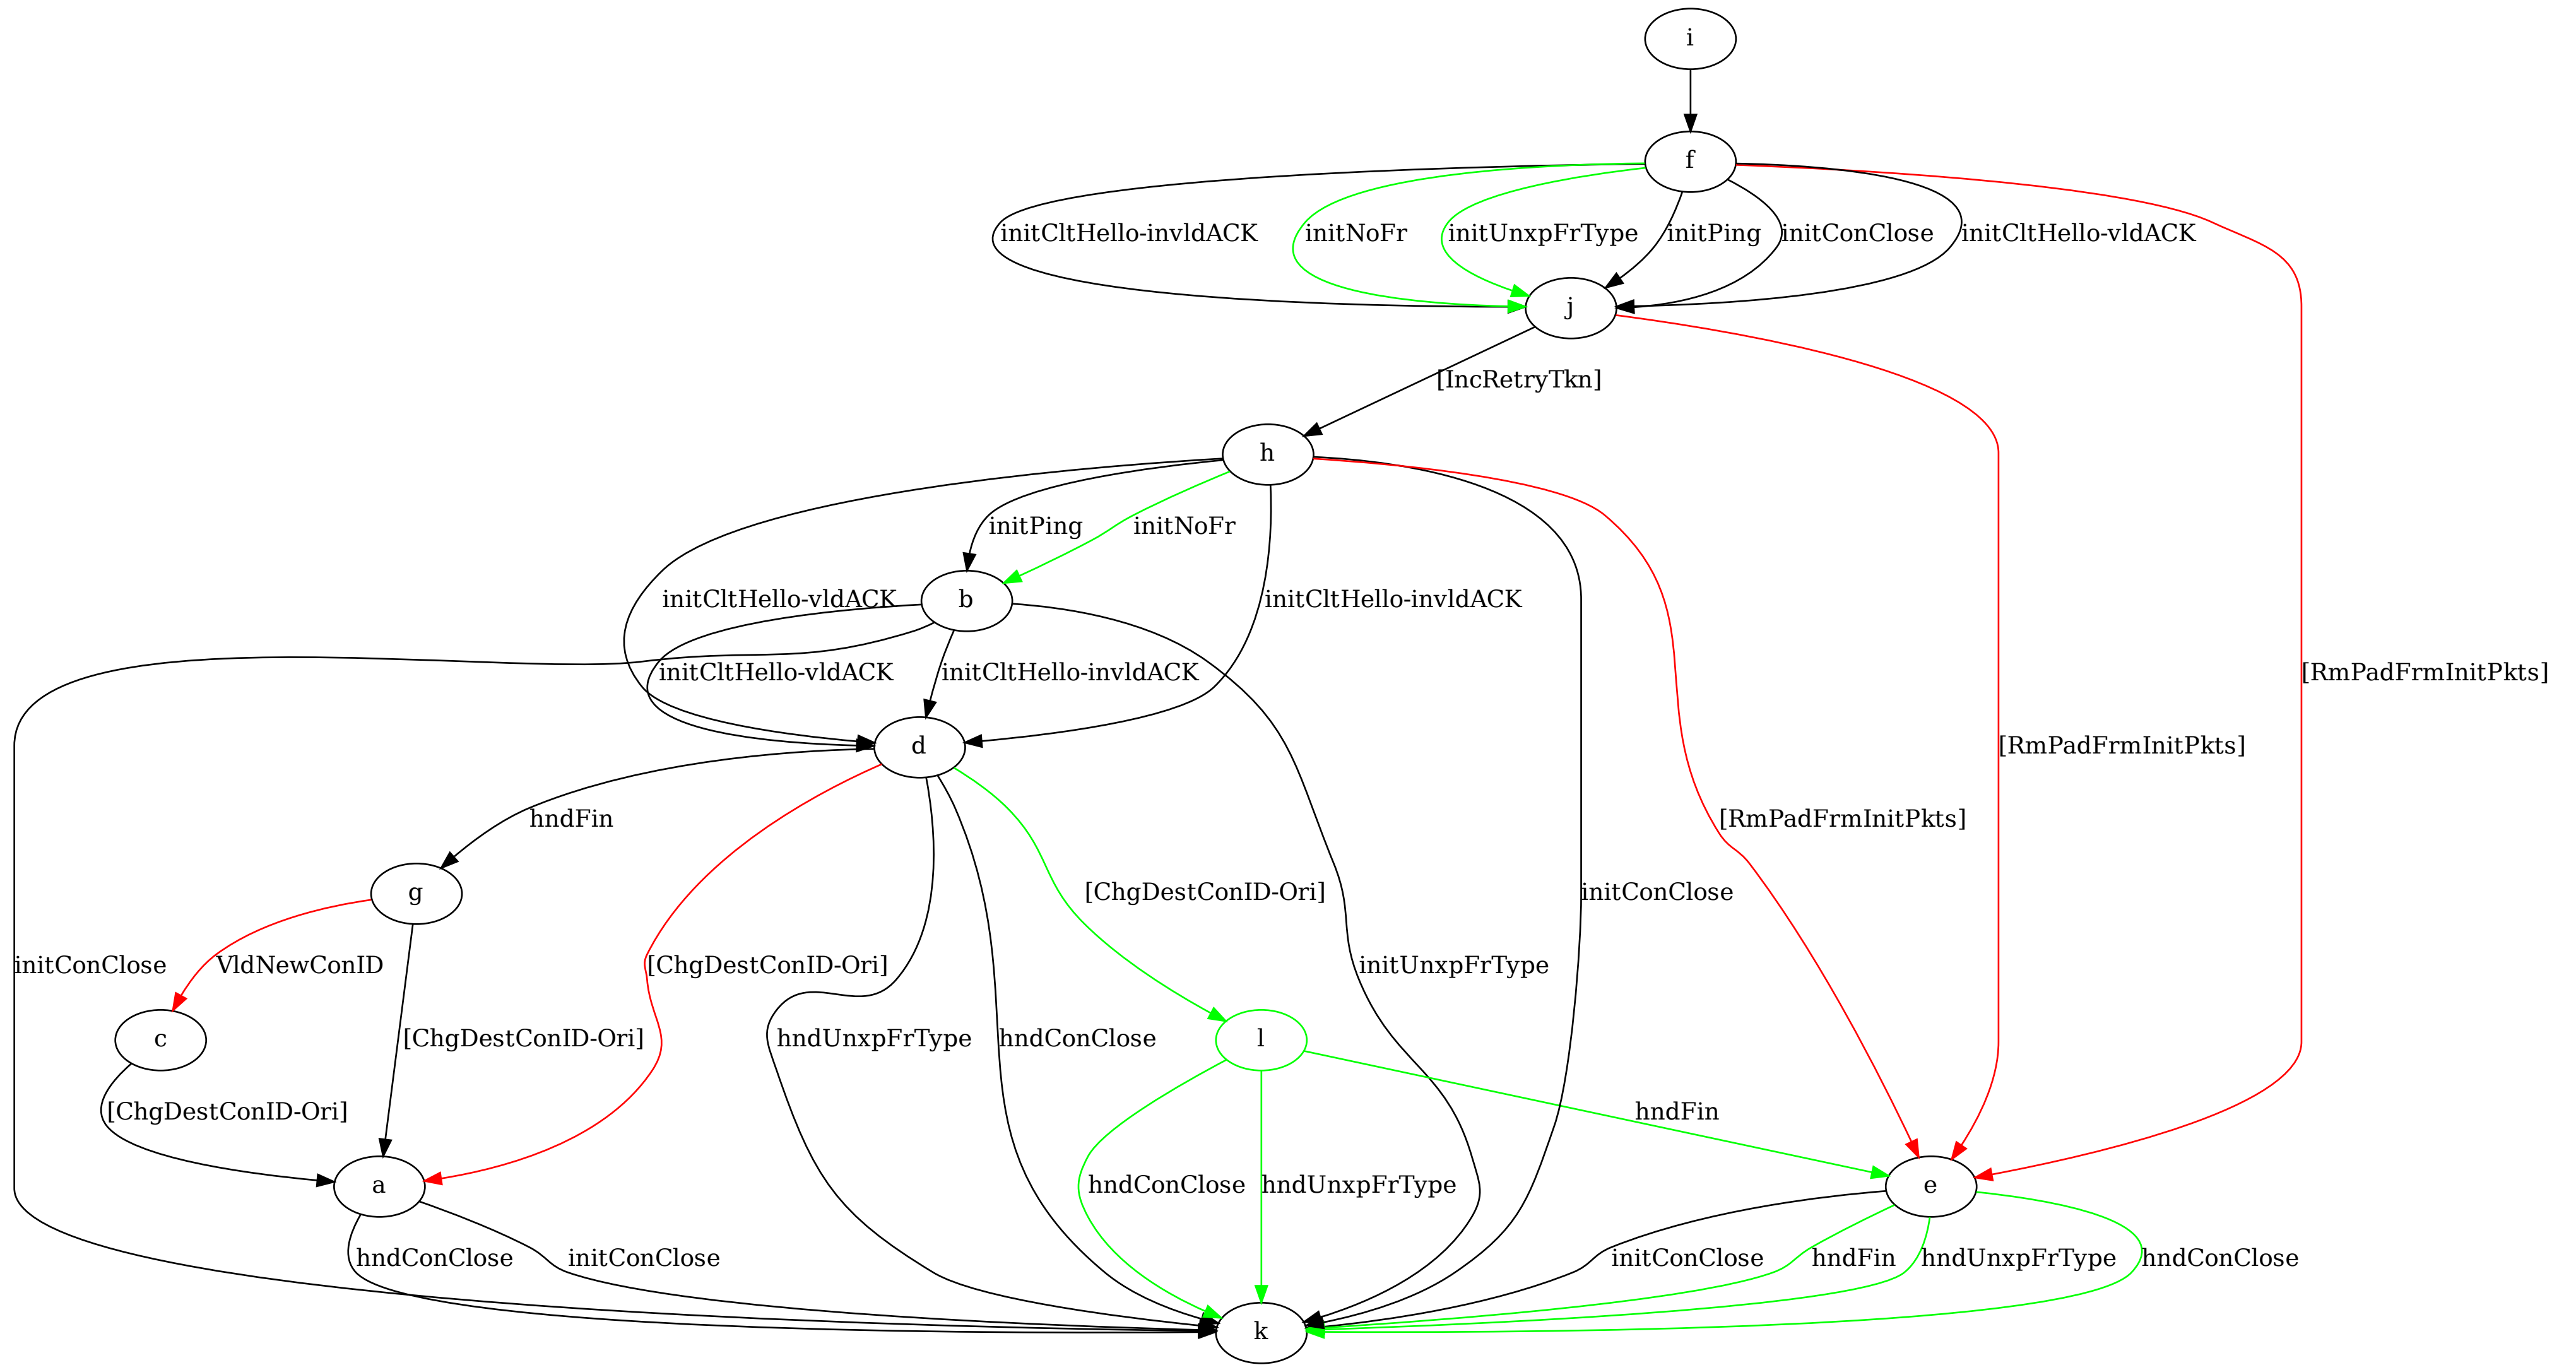 i
f
initCltHello-invldACK
initNoFr
initUnxpFrType
initPing
initConClose
initCltHello-vldACK
j
[IncRetryTkn]
h
initPing
initNoFr
initCltHello-vldACK
b
initCltHello-invldACK
initCltHello-vldACK
initCltHello-invldACK
[RmPadFrmInitPkts]
d
[RmPadFrmInitPkts]
hndFin
[RmPadFrmInitPkts]
g
[ChgDestConID-Ori]
initConClose
initConClose
VldNewConID
[ChgDestConID-Ori]
initUnxpFrType
c
[ChgDestConID-Ori]
hndUnxpFrType
hndConClose
l
[ChgDestConID-Ori]
hndFin
a
hndConClose
hndUnxpFrType
e
hndConClose
initConClose
initConClose
hndFin
hndUnxpFrType
hndConClose
k